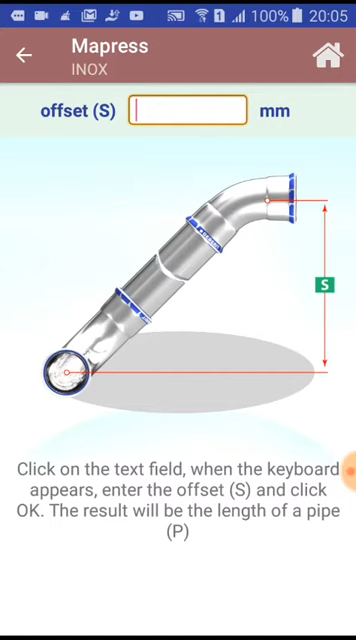 100% 20:05
Mapress
INOX
offset (S) mm
S
Click on the text field, when the keyboard
appears, enter the offset (S) and click
OK. The result will be the length of a pipe
(P)